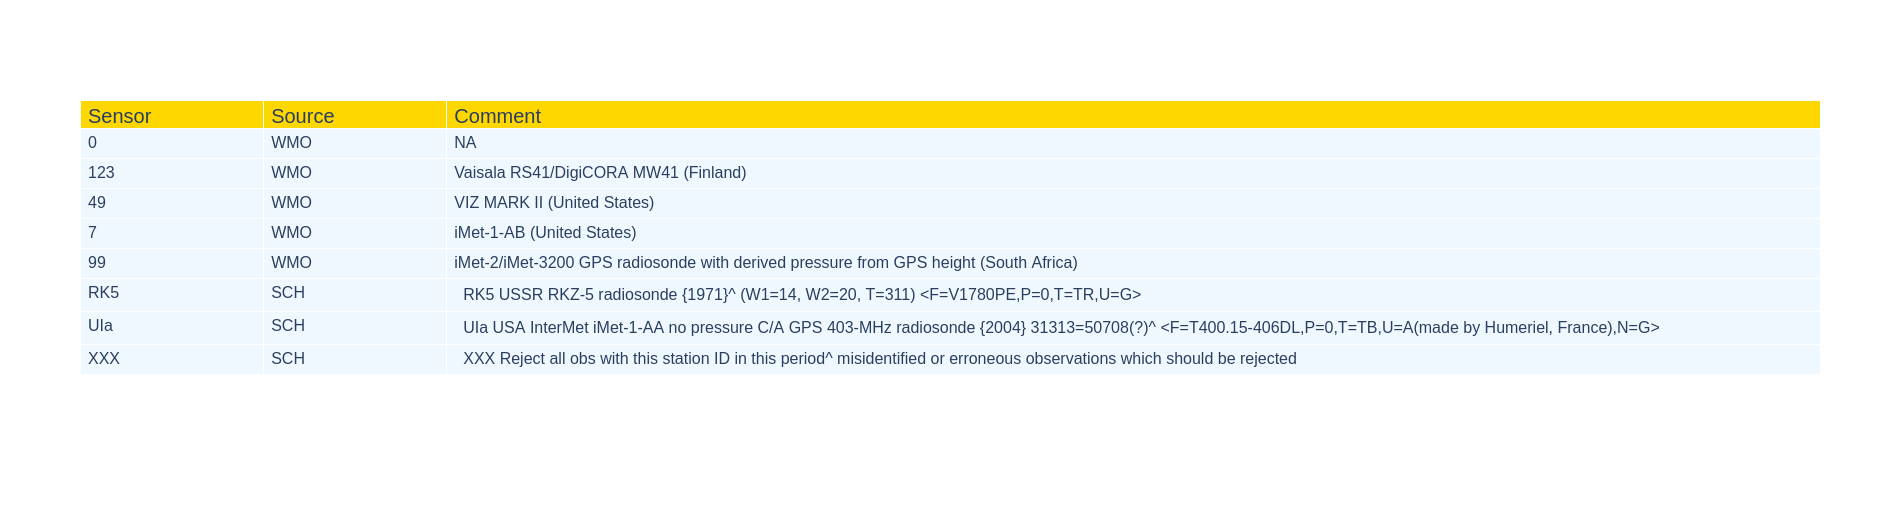 Sensor Source Comment
0 WMO NA
123 WMO Vaisala RS41/DigiCORA MW41 (Finland)
49 WMO VIZ MARK II (United States)
7 WMO iMet-1-AB (United States)
99 WMO iMet-2/iMet-3200 GPS radiosonde with derived pressure from GPS height (South Africa)
RK5 SCH RK5 USSR RKZ-5 radiosonde {1971}^ (W1=14, W2=20, T=311) <F=V1780PE,P=0,T=TR,U=G>
UIa SCH UIa USA InterMet iMet-1-AA no pressure C/A GPS 403-MHz radiosonde {2004} 31313=50708(?)^ <F=T400.15-406DL,P=0,T=TB,U=A(made by Humeriel, France),N=G>
XXX SCH XXX Reject all obs with this station ID in this period^ misidentified or erroneous observations which should be rejected